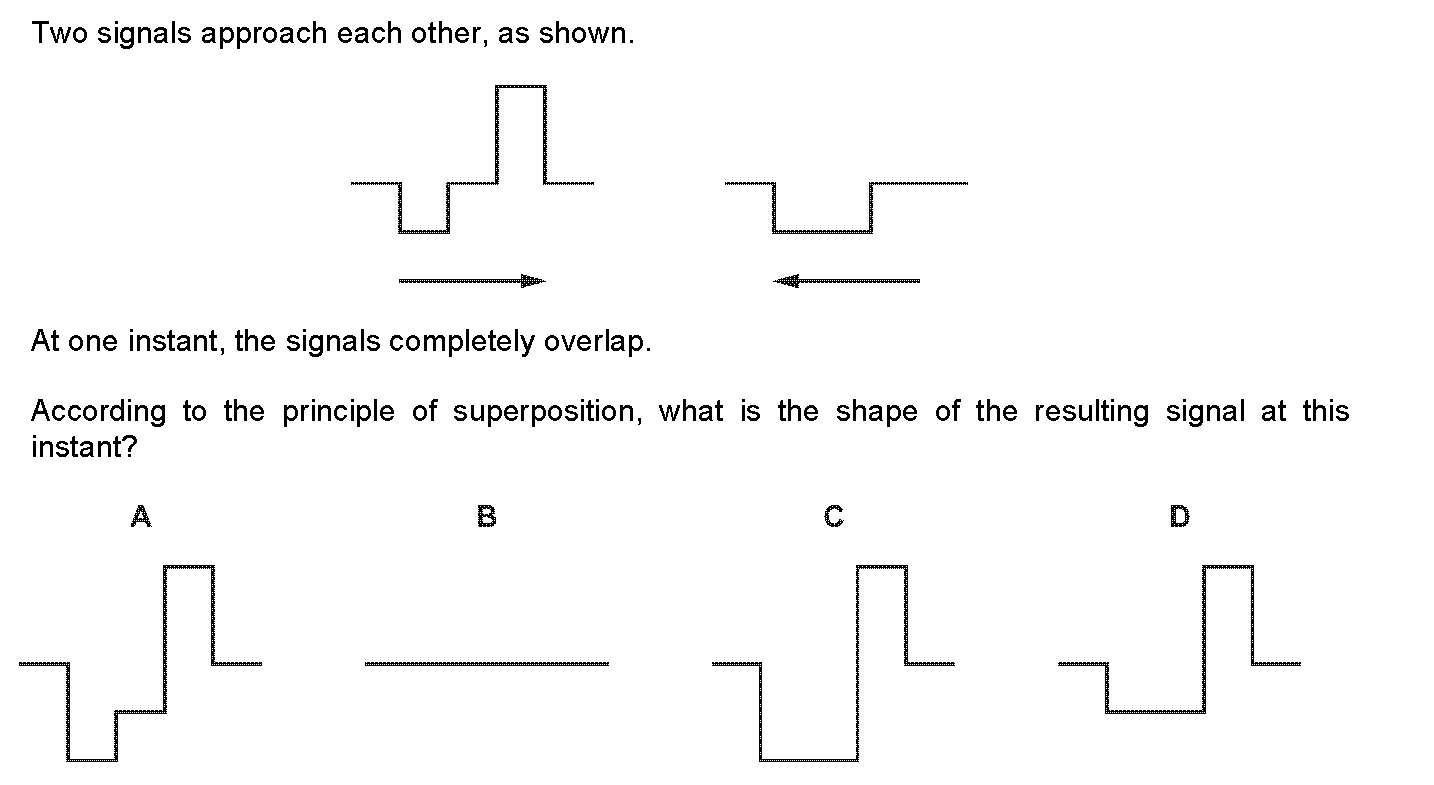 Two signals approach each other, as shown.
At one instant, the signals completely overlap.
According to the principle of superposition, what is the shape of the resulting signal at this
instant?
A B C D